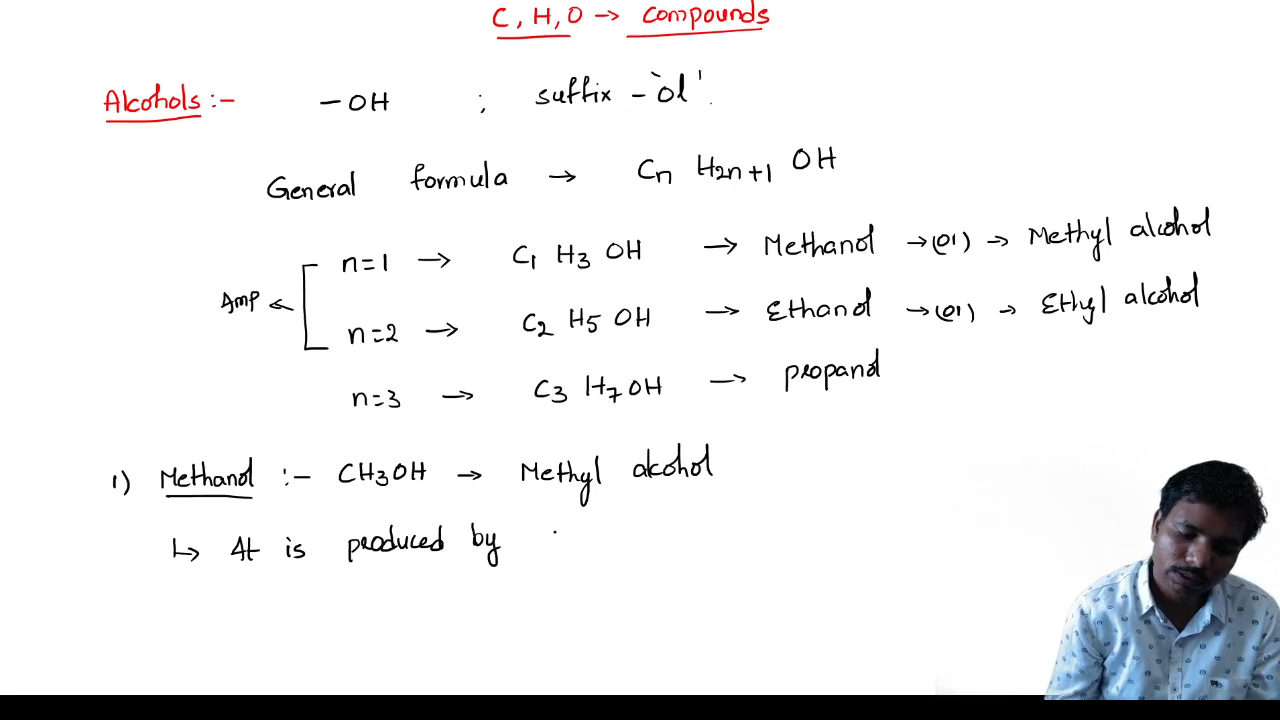 C, H, O → compounds
Alcohols :- -OH ; suffix - 'ol'.
General formula → Cn H2n+1 OH
n=1 → C1 H3 OH → Methanol → (or) → Methyl alcohol
Imp ←
n=2 → C2 H5 OH → Ethanol → (or) → Ethyl alcohol
n=3 → C3 H7 OH → propanol
1) Methanol :- CH3OH → Methyl alcohol
↳ It is produced by